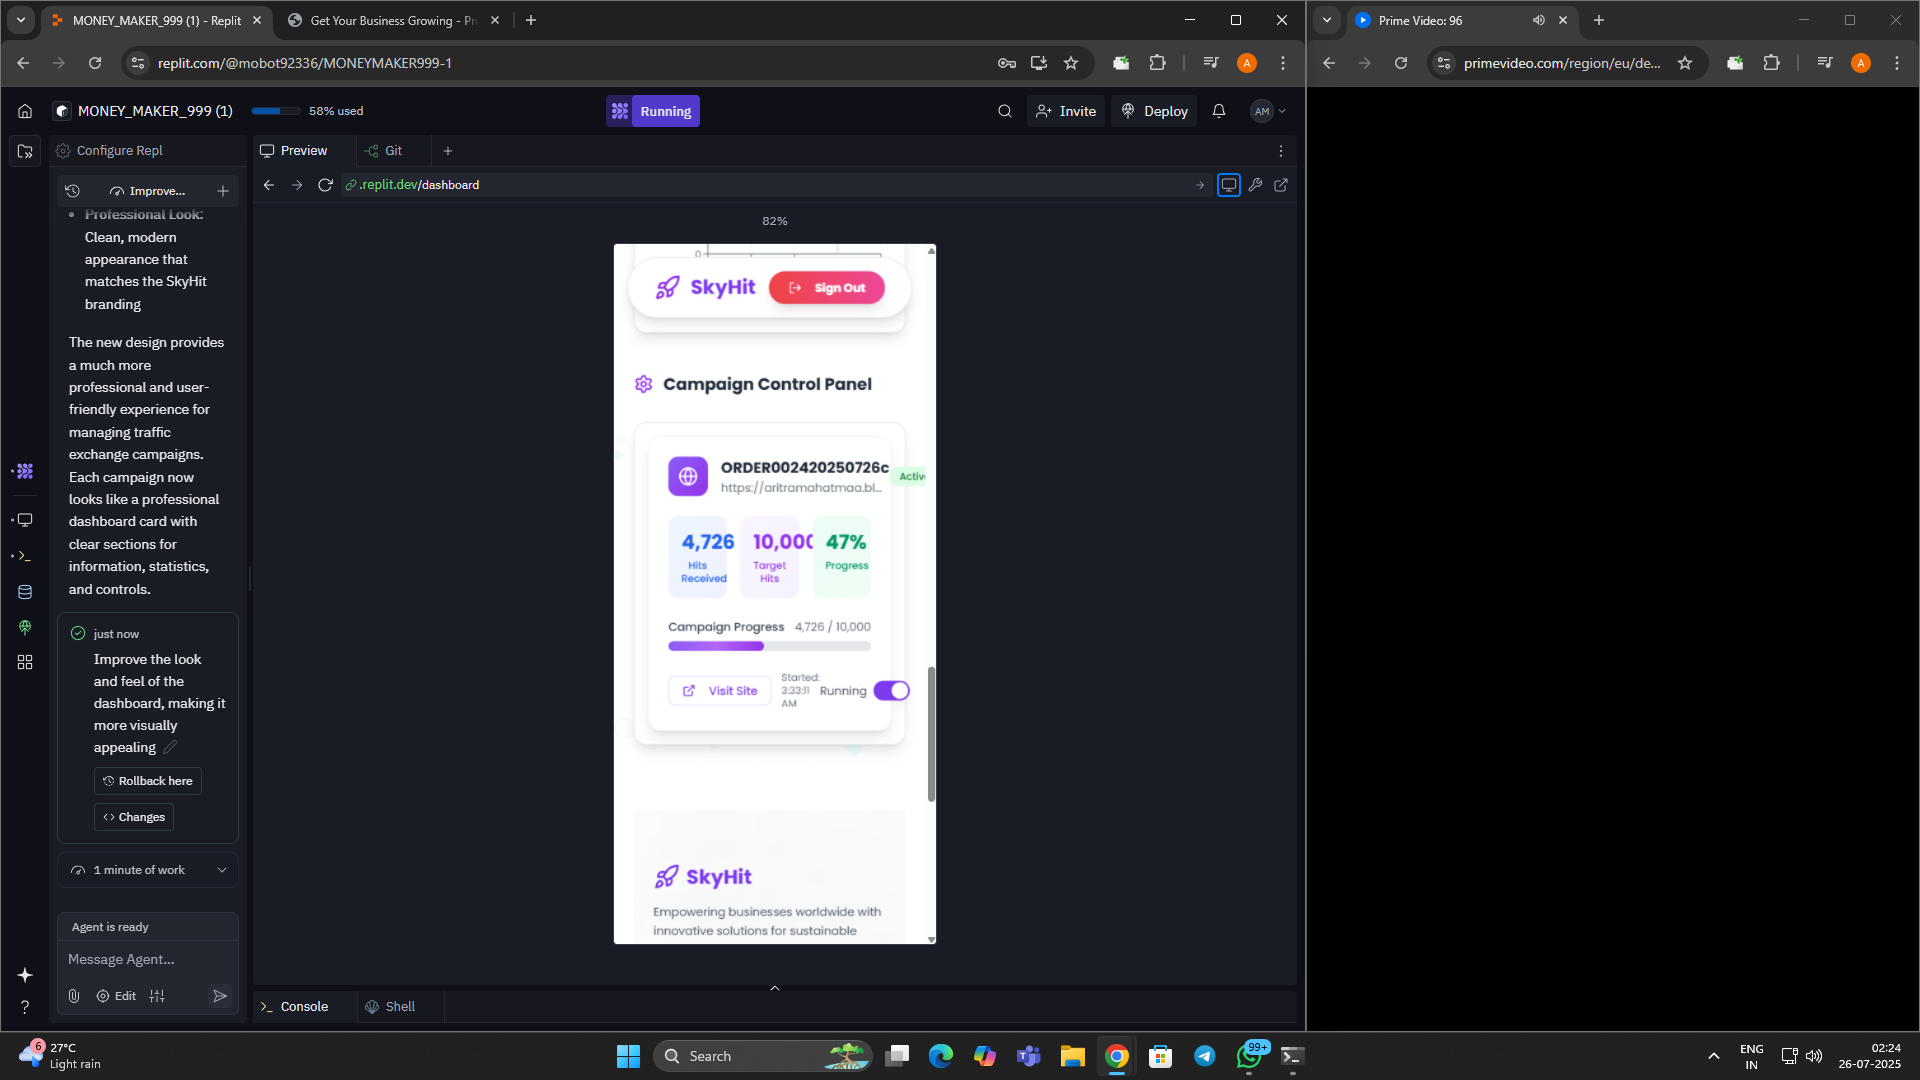 MONEY_MAKER_999 (1) - Replit
Get Your Business Growing - Pr
Prime Video: 96
replit.com/@mobot92336/MONEYMAKER999-1
A
primevideo.com/region/eu/de...
A
MONEY_MAKER_999 (1)
58% used
Running
Invite
Deploy
AM
Configure Repl
Preview
Git
Improve...
.replit.dev/dashboard
82%
Professional Look:
Clean, modern
appearance that
matches the SkyHit
branding
The new design provides
a much more
professional and user-
friendly experience for
managing traffic
exchange campaigns.
Each campaign now
looks like a professional
dashboard card with
clear sections for
information, statistics,
and controls.
just now
Improve the look
and feel of the
dashboard, making it
more visually
appealing
Rollback here
Changes
1 minute of work
Agent is ready
Message Agent...
Edit
0
SkyHit
Sign Out
Campaign Control Panel
ORDER002420250726c
https://aritramahatmaa.bl...
Active
4,726
Hits
Received
10,000
Target
Hits
47%
Progress
Campaign Progress
4,726 / 10,000
Visit Site
Started:
3:33:11
AM
Running
SkyHit
Empowering businesses worldwide with
innovative solutions for sustainable
Console
Shell
6
27°C
Light rain
Search
99+
ENG
IN
02:24
26-07-2025